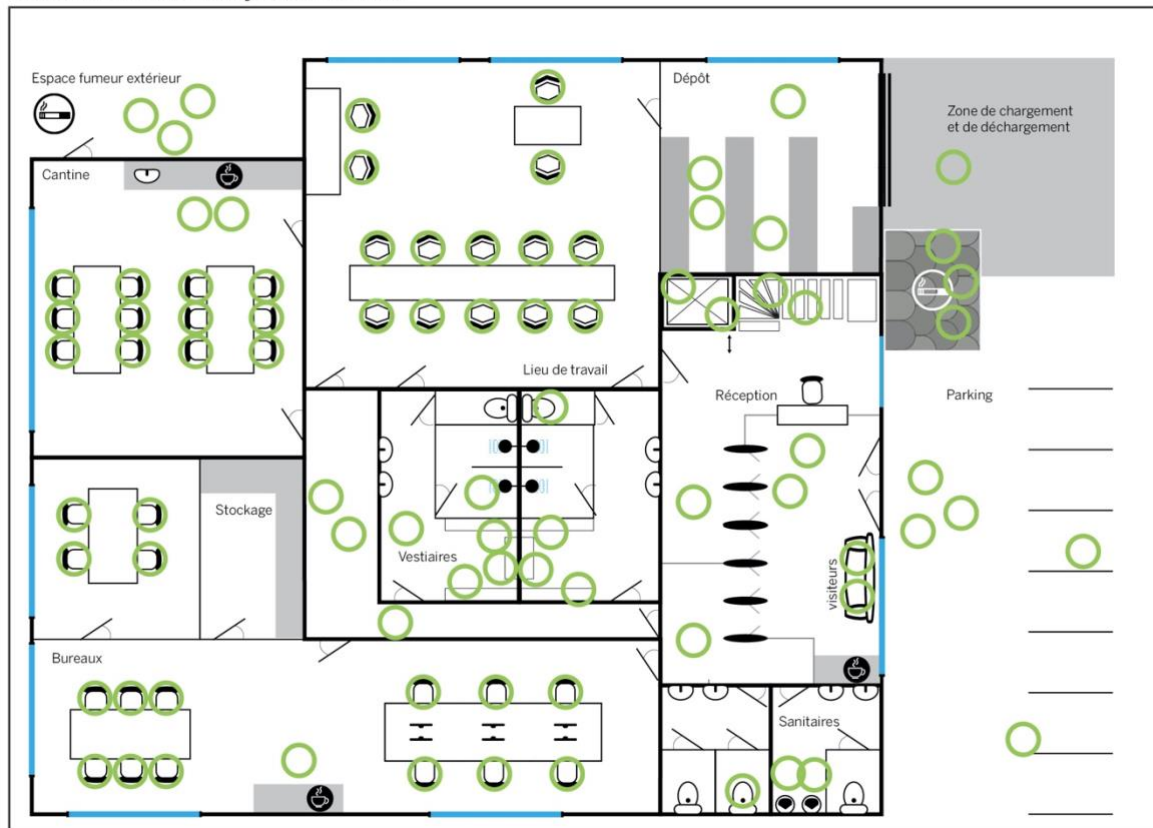 Espace fumeur extérieur
Dépôt
Zone de chargement
et de déchargement
Cantine
Lieu de travail
Réception
Parking
Stockage
Vestiaires
visiteurs
Bureaux
Sanitaires